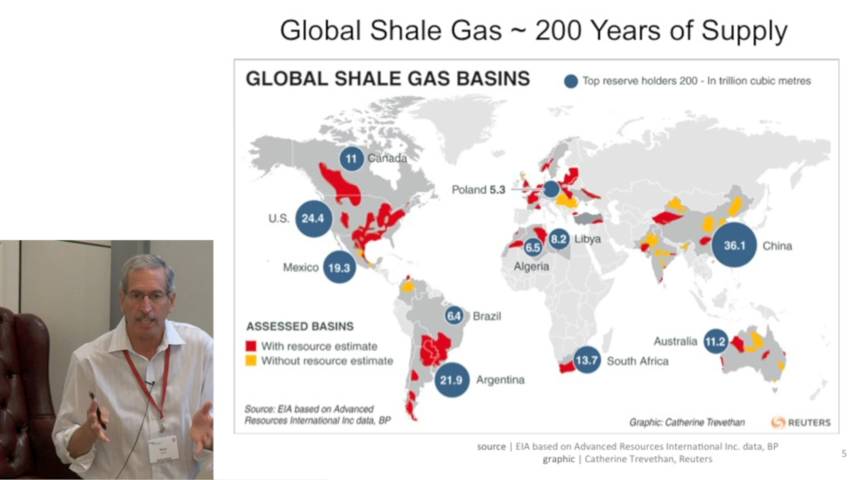 Global Shale Gas ~ 200 Years of Supply
GLOBAL SHALE GAS BASINS
Top reserve holders 200 - In trillion cubic metres
11 Canada
Poland 5.3
U.S. 24.4
8.2 Libya
6.5
Algeria
36.1 China
Mexico 19.3
6.4 Brazil
ASSESSED BASINS
With resource estimate
Without resource estimate
Australia 11.2
13.7 South Africa
21.9 Argentina
Source: EIA based on Advanced
Resources International Inc data, BP
Graphic: Catherine Trevethan
REUTERS
source | EIA based on Advanced Resources International Inc. data, BP
graphic | Catherine Trevethan, Reuters
5